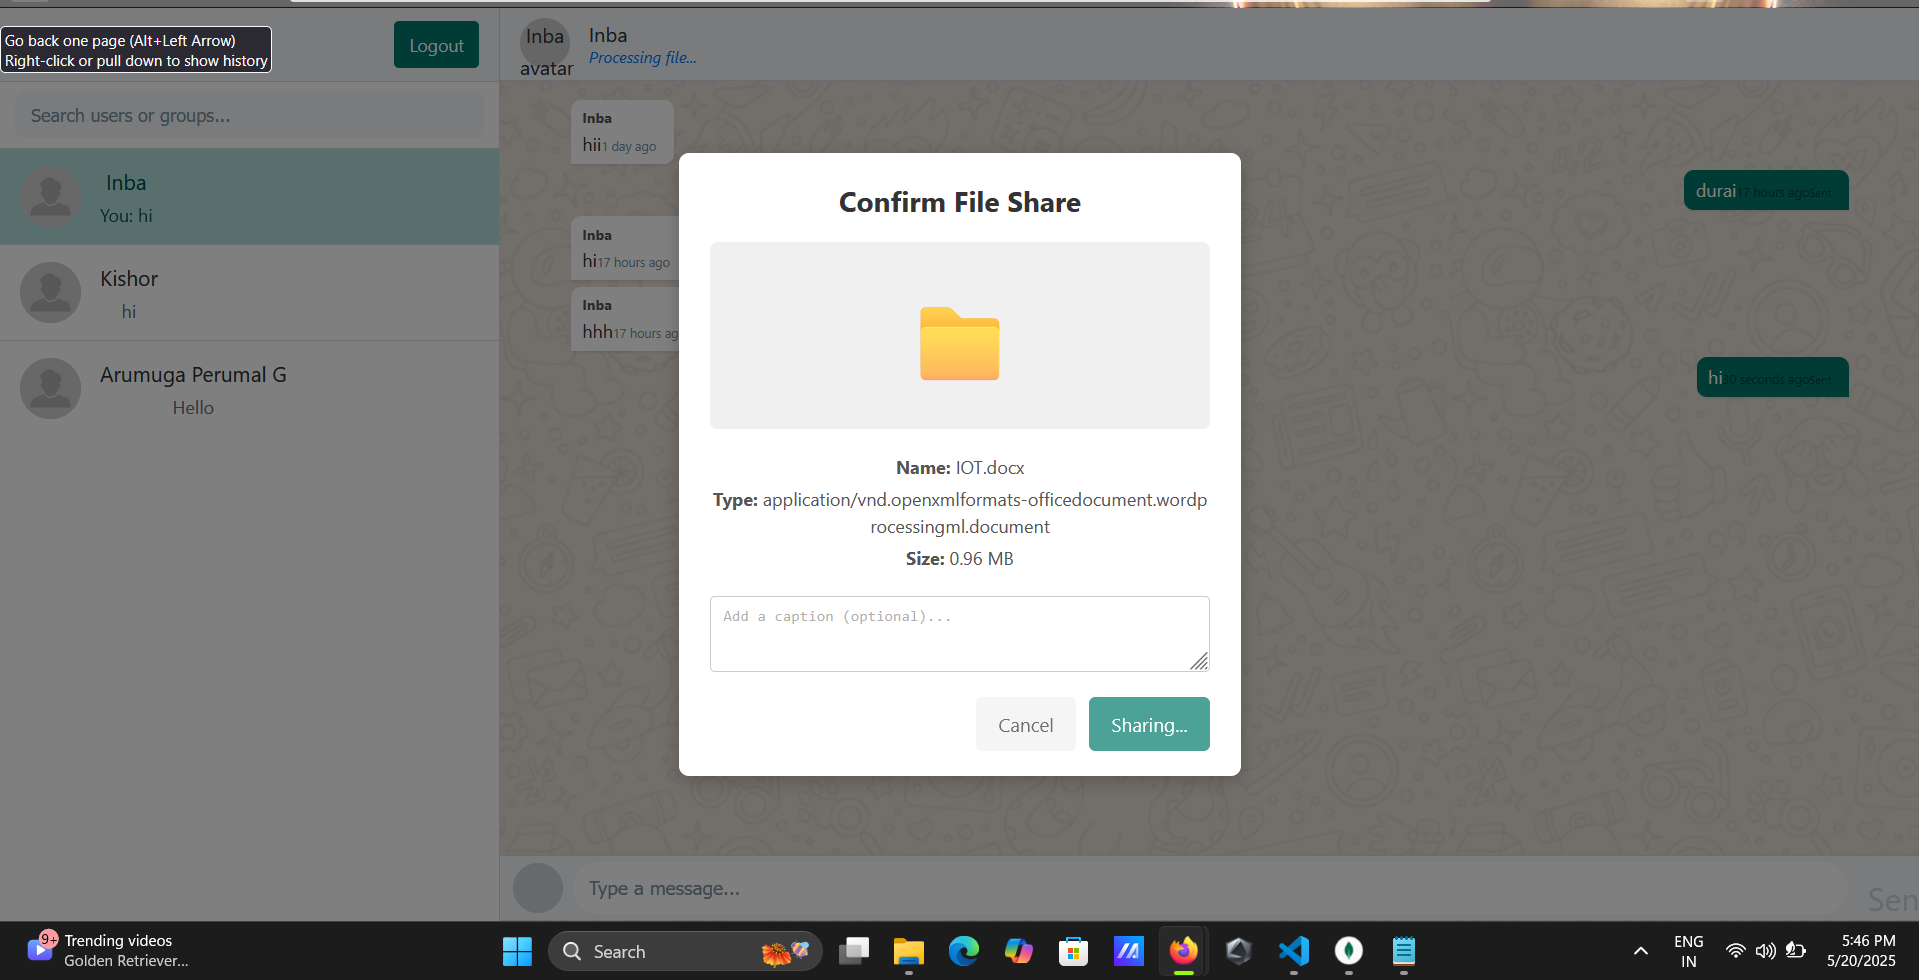 Go back one page (Alt+Left Arrow)
Right-click or pull down to show history
Logout
Search users or groups...
Inba
You: hi
Kishor
hi
Arumuga Perumal G
Hello
Inba
avatar
Inba
Processing file...
Inba
hii1 day ago
durai17 hours agoSent
Inba
hi17 hours ago
Inba
hhh17 hours ag
hi30 seconds agoSent
Confirm File Share
Name: IOT.docx
Type: application/vnd.openxmlformats-officedocument.wordp
rocessingml.document
Size: 0.96 MB
Add a caption (optional)...
Cancel
Sharing...
Type a message...
Sen
9+
Trending videos
Golden Retriever...
Search
ENG
IN
5:46 PM
5/20/2025